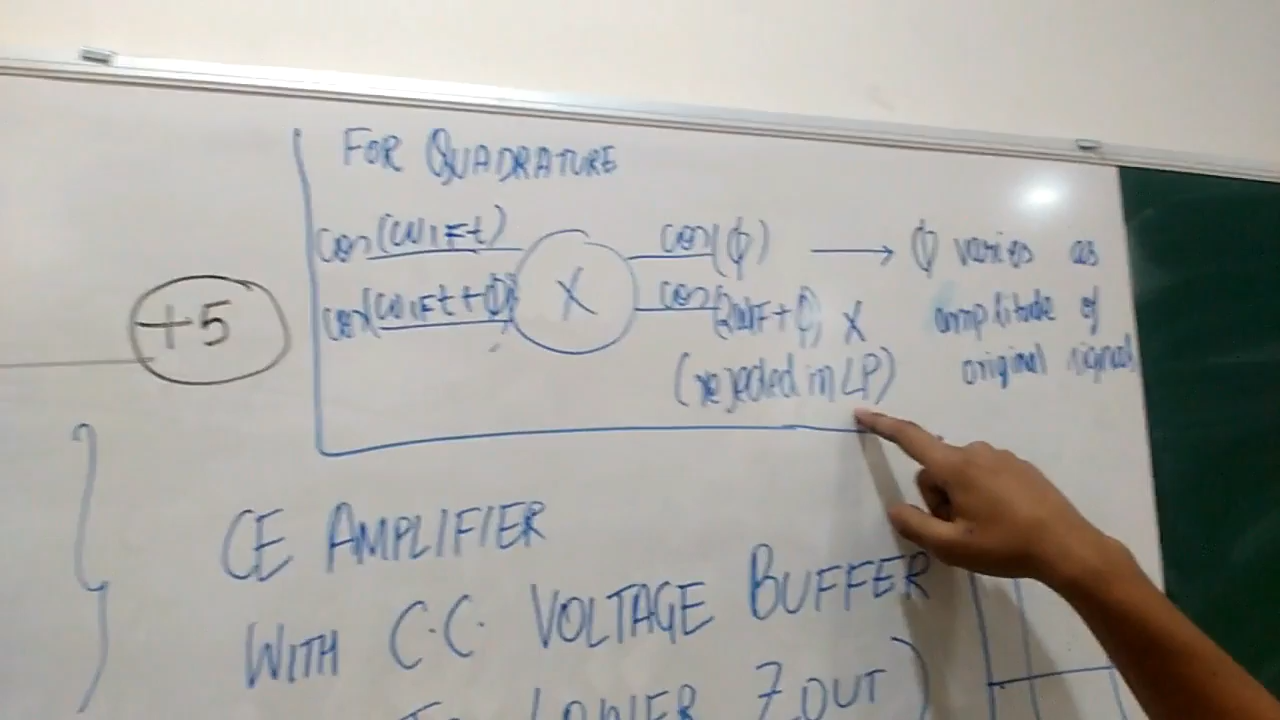 FOR QUADRATURE
cos(ωIFt)
cos(ωIFt+φ)
X
cos(φ) → φ varies as
cos(2ωIF+φ) X amplitude of
(rejected in LP) original signal
+5
CE AMPLIFIER
WITH C.C. VOLTAGE BUFFER
TO LOWER ZOUT)